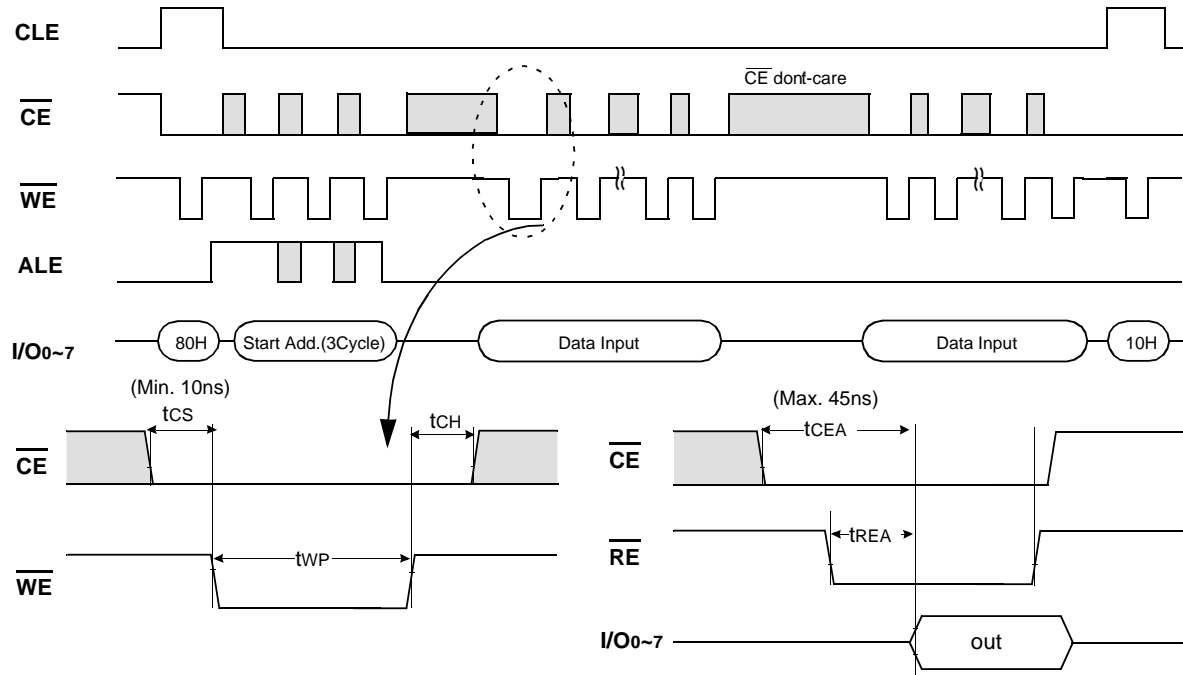 CLE
CE dont-care
CE
WE
ALE
I/O0~7
80H
Start Add.(3Cycle)
Data Input
Data Input
10H
(Min. 10ns)
tCS
tCH
CE
tWP
WE
(Max. 45ns)
tCEA
CE
tREA
RE
I/O0~7
out